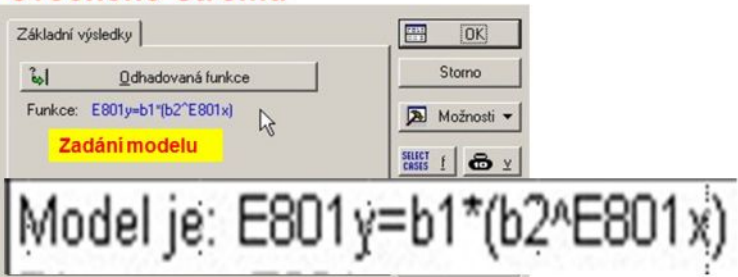 Základní výsledky
OK
Odhadovaná funkce
Storno
Funkce: E801y=b1*(b2^E801x)
Možnosti
Zadání modelu
SELECT CASES f v
Model je: E801y=b1*(b2^E801x)